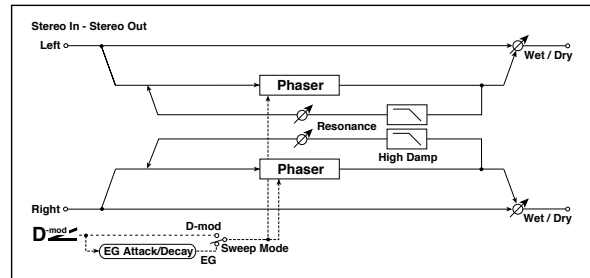 Stereo In - Stereo Out
Left
Wet / Dry
Phaser
Resonance
High Damp
Phaser
Right
Wet / Dry
D-mod
D-mod
EG Attack/Decay
EG
Sweep Mode